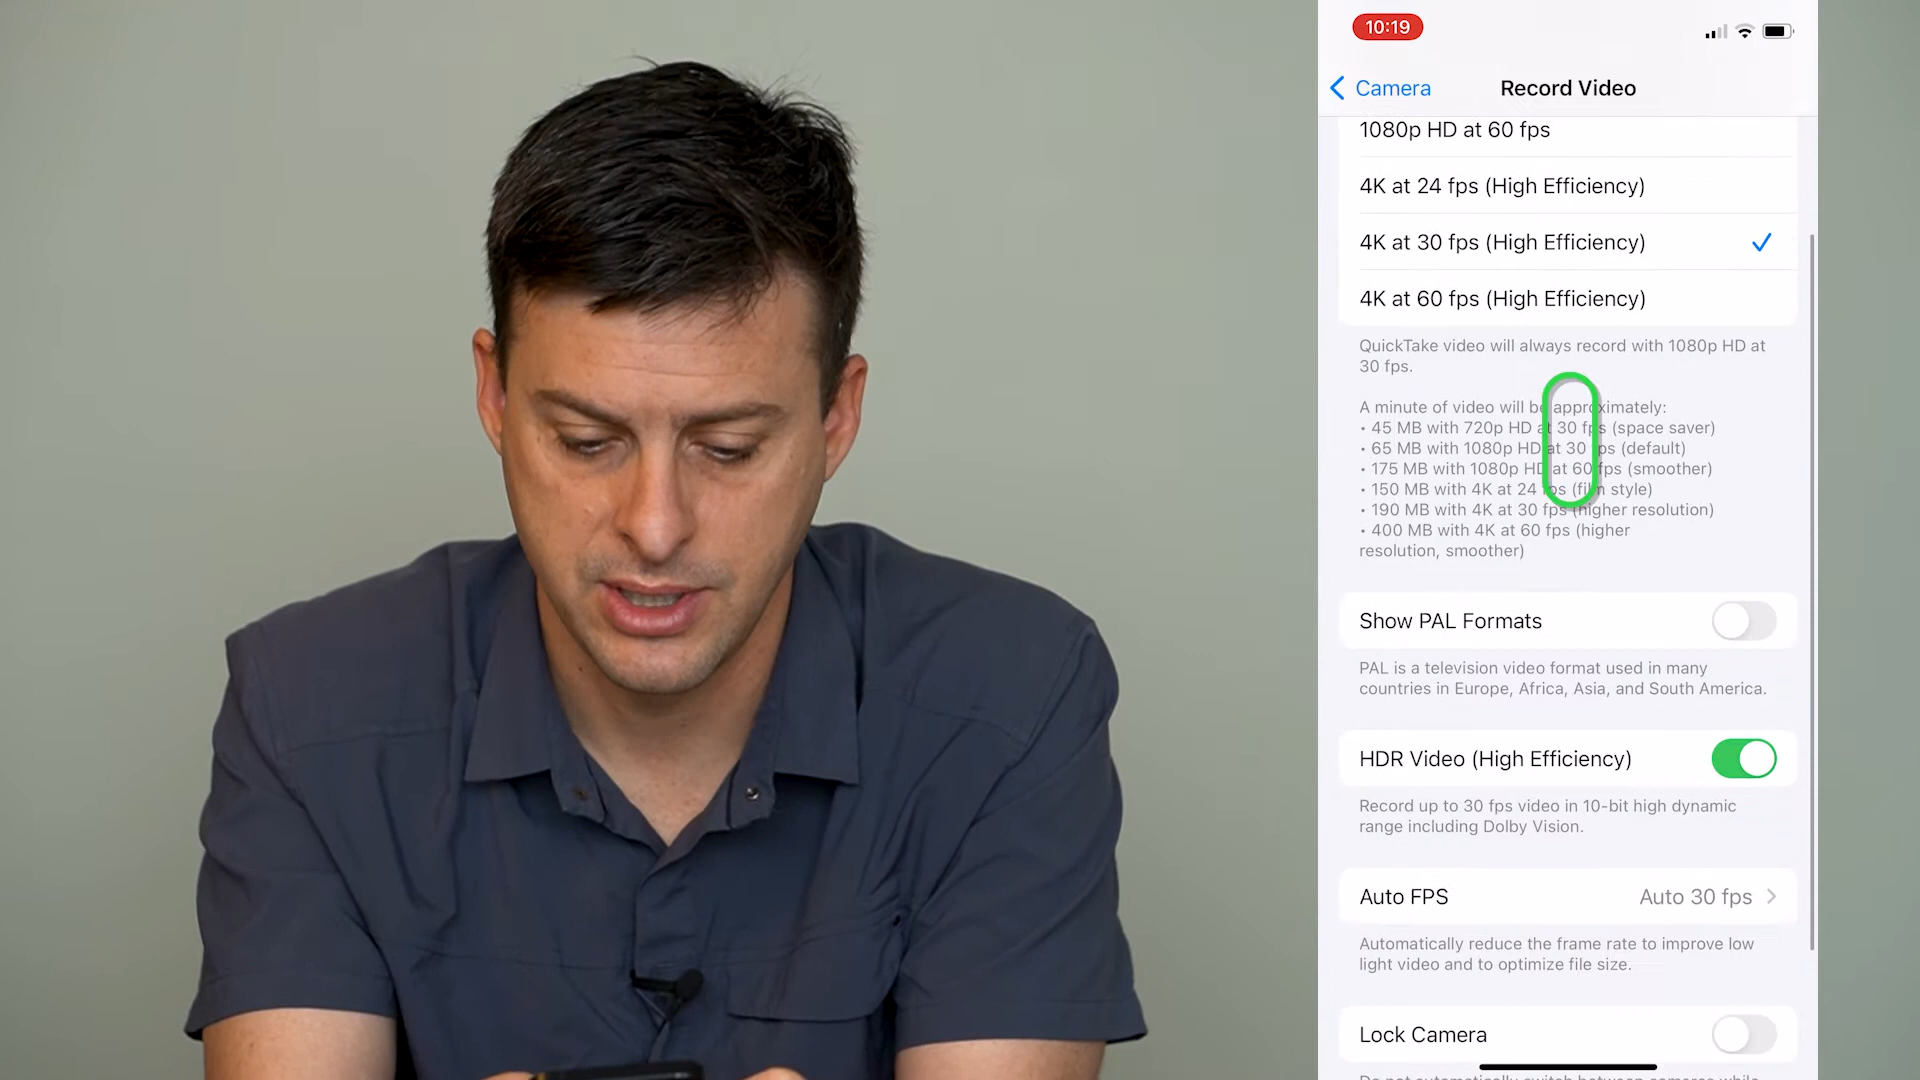 10:19
Camera
Record Video
1080p HD at 60 fps
4K at 24 fps (High Efficiency)
4K at 30 fps (High Efficiency)
4K at 60 fps (High Efficiency)
QuickTake video will always record with 1080p HD at
30 fps.
A minute of video will be approximately:
• 45 MB with 720p HD at 30 fps (space saver)
• 65 MB with 1080p HD at 30 fps (default)
• 175 MB with 1080p HD at 60 fps (smoother)
• 150 MB with 4K at 24 fps (film style)
• 190 MB with 4K at 30 fps (higher resolution)
• 400 MB with 4K at 60 fps (higher
resolution, smoother)
Show PAL Formats
PAL is a television video format used in many
countries in Europe, Africa, Asia, and South America.
HDR Video (High Efficiency)
Record up to 30 fps video in 10-bit high dynamic
range including Dolby Vision.
Auto FPS
Auto 30 fps
Automatically reduce the frame rate to improve low
light video and to optimize file size.
Lock Camera